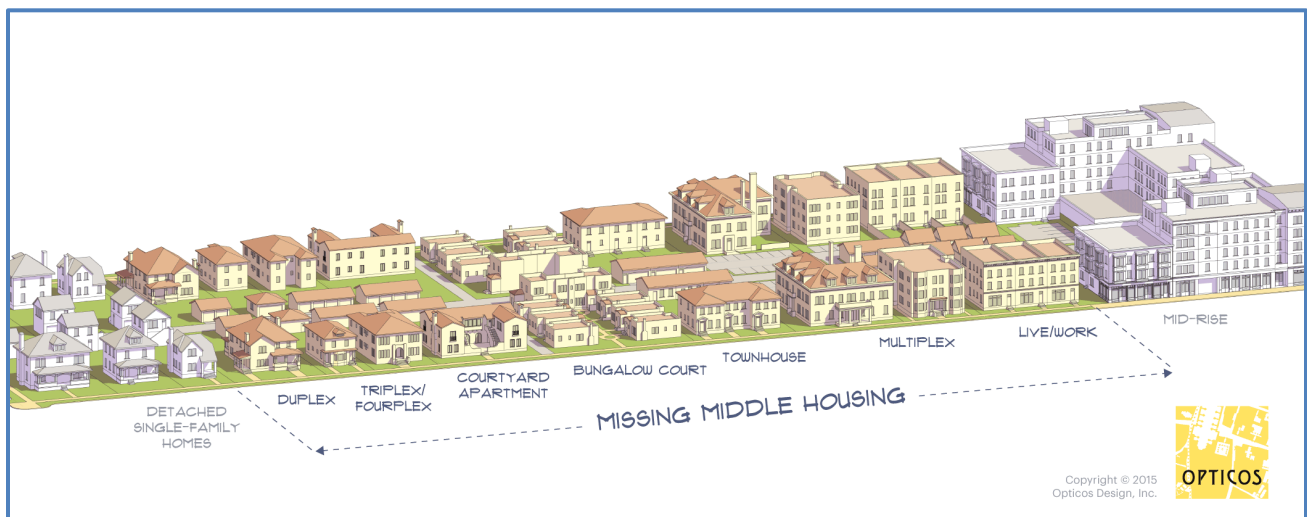 DETACHED
SINGLE-FAMILY
HOMES
DUPLEX
TRIPLEX/
FOURPLEX
COURTYARD
APARTMENT
BUNGALOW COURT
TOWNHOUSE
MULTIPLEX
LIVE/WORK
MID-RISE
MISSING MIDDLE HOUSING
Copyright © 2015
Opticos Design, Inc.
OPTICOS